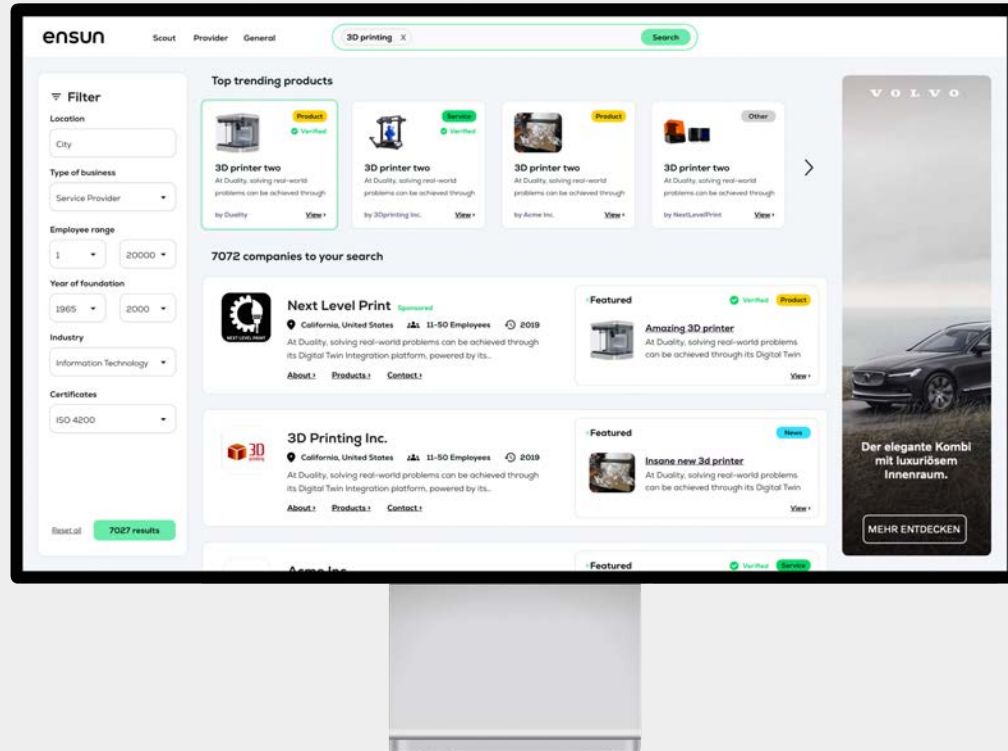 ensun
Scout Provider General
3D printing X
Search
Filter
Location
City
Type of business
Service Provider
Employee range
1 20000
Year of foundation
1965 2000
Industry
Information Technology
Certificates
ISO 4200
Reset all
7027 results
Top trending products
Product
Verified
3D printer two
At Duality, solving real-world
problems can be achieved through
by Duality View
Service
Verified
3D printer two
At Duality, solving real-world
problems can be achieved through
by 3Dprinting Inc. View
Product
3D printer two
At Duality, solving real-world
problems can be achieved through
by Acme Inc. View
Other
3D printer two
At Duality, solving real-world
problems can be achieved through
by NextLevelPrint View
7072 companies to your search
NEXT LEVEL PRINT
Next Level Print Sponsored
California, United States 11-50 Employees 2019
At Duality, solving real-world problems can be achieved through
its Digital Twin Integration platform, powered by its...
About Products Contact
Featured Verified Product
Amazing 3D printer
At Duality, solving real-world problems
can be achieved through its Digital Twin
View
3D
printing
3D Printing Inc.
California, United States 11-50 Employees 2019
At Duality, solving real-world problems can be achieved through
its Digital Twin Integration platform, powered by its...
About Products Contact
Featured News
Insane new 3d printer
At Duality, solving real-world problems
can be achieved through its Digital Twin
View
Acme Inc.
Featured Verified Service
VOLVO
Der elegante Kombi
mit luxuriösem
Innenraum.
MEHR ENTDECKEN